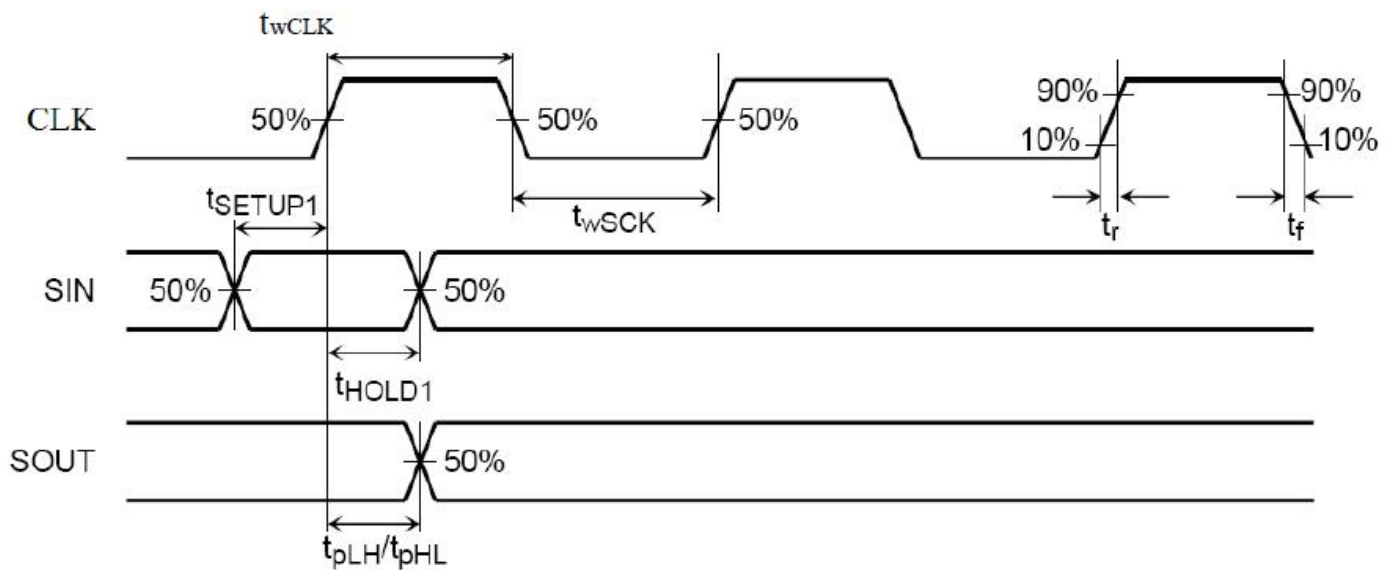 twCLK
CLK 50% 50% 50% 90% 90%
10% 10%
tSETUP1
twSCK tr tf
SIN 50% 50%
tHOLD1
SOUT 50%
tpLH/tpHL